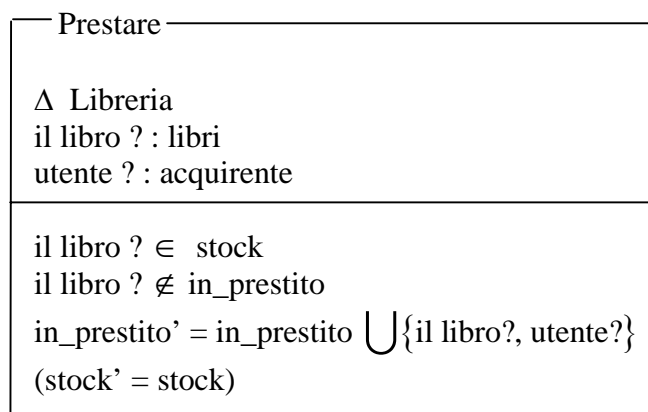 Prestare
Δ Libreria
il libro ? : libri
utente ? : acquirente
il libro ? ∈ stock
il libro ? ∉ in_prestito
in_prestito’ = in_prestito ⋃{il libro?, utente?}
(stock’ = stock)